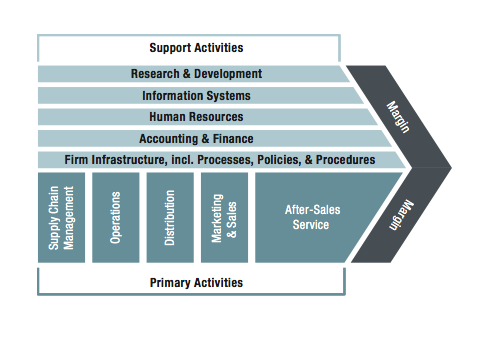 Support Activities
Research & Development
Information Systems
Human Resources
Accounting & Finance
Firm Infrastructure, incl. Processes, Policies, & Procedures
Margin
Supply Chain
Management
Operations
Distribution
Marketing
& Sales
After-Sales
Service
Margin
Primary Activities